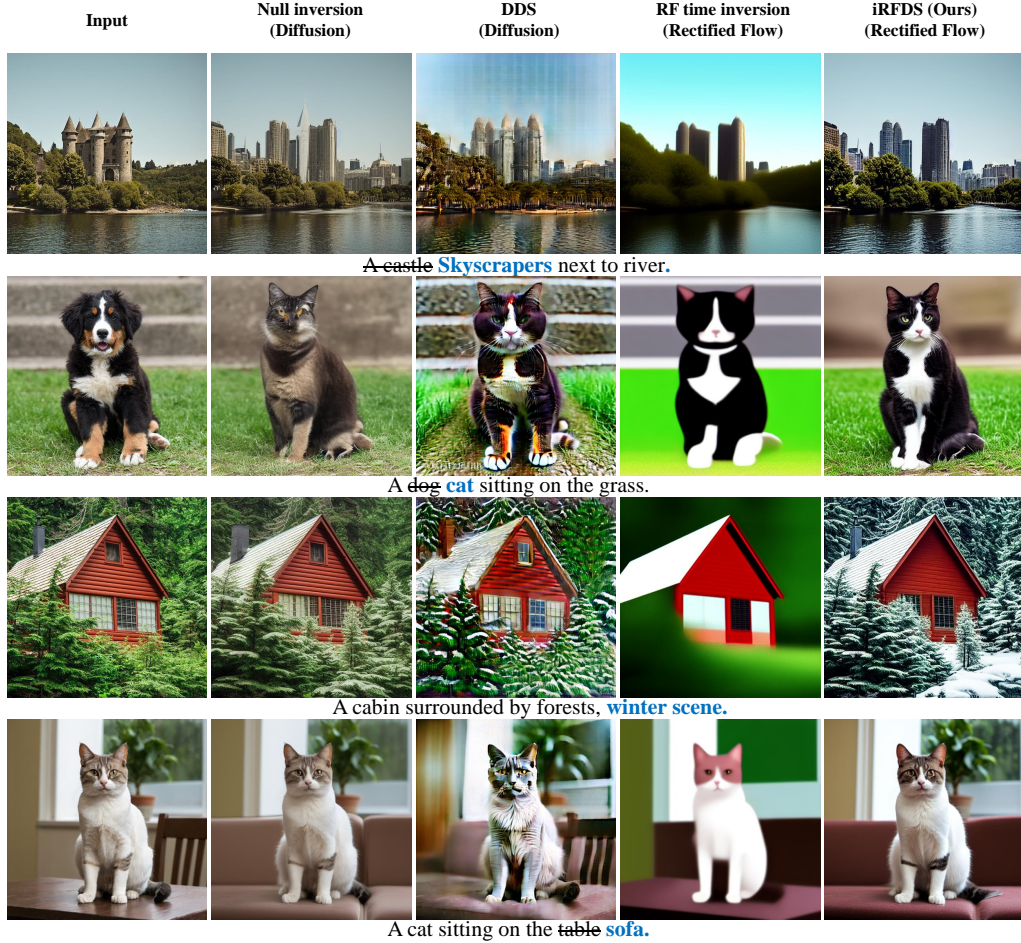 Input
Null inversion
(Diffusion)
DDS
(Diffusion)
RF time inversion
(Rectified Flow)
iRFDS (Ours)
(Rectified Flow)
A castle Skyscrapers next to river.
A dog cat sitting on the grass.
A cabin surrounded by forests, winter scene.
A cat sitting on the table sofa.